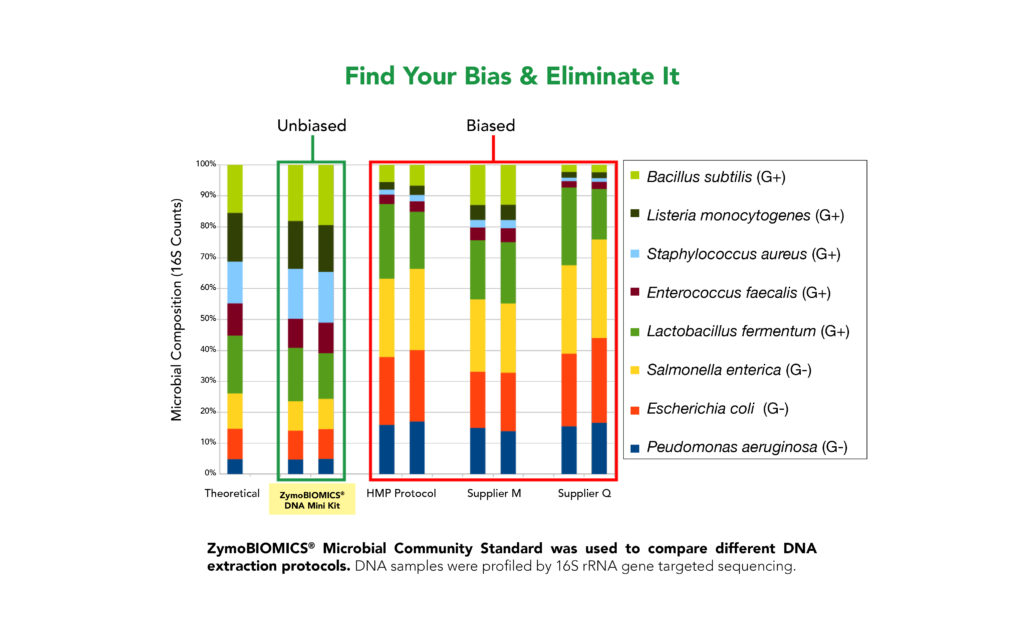 Find Your Bias & Eliminate It
Unbiased
Biased
Microbial Composition (16S Counts)
100%
90%
80%
70%
60%
50%
40%
30%
20%
10%
0%
Theoretical
ZymoBIOMICS®
DNA Mini Kit
HMP Protocol
Supplier M
Supplier Q
Bacillus subtilis (G+)
Listeria monocytogenes (G+)
Staphylococcus aureus (G+)
Enterococcus faecalis (G+)
Lactobacillus fermentum (G+)
Salmonella enterica (G-)
Escherichia coli (G-)
Peudomonas aeruginosa (G-)
ZymoBIOMICS® Microbial Community Standard was used to compare different DNA
extraction protocols. DNA samples were profiled by 16S rRNA gene targeted sequencing.